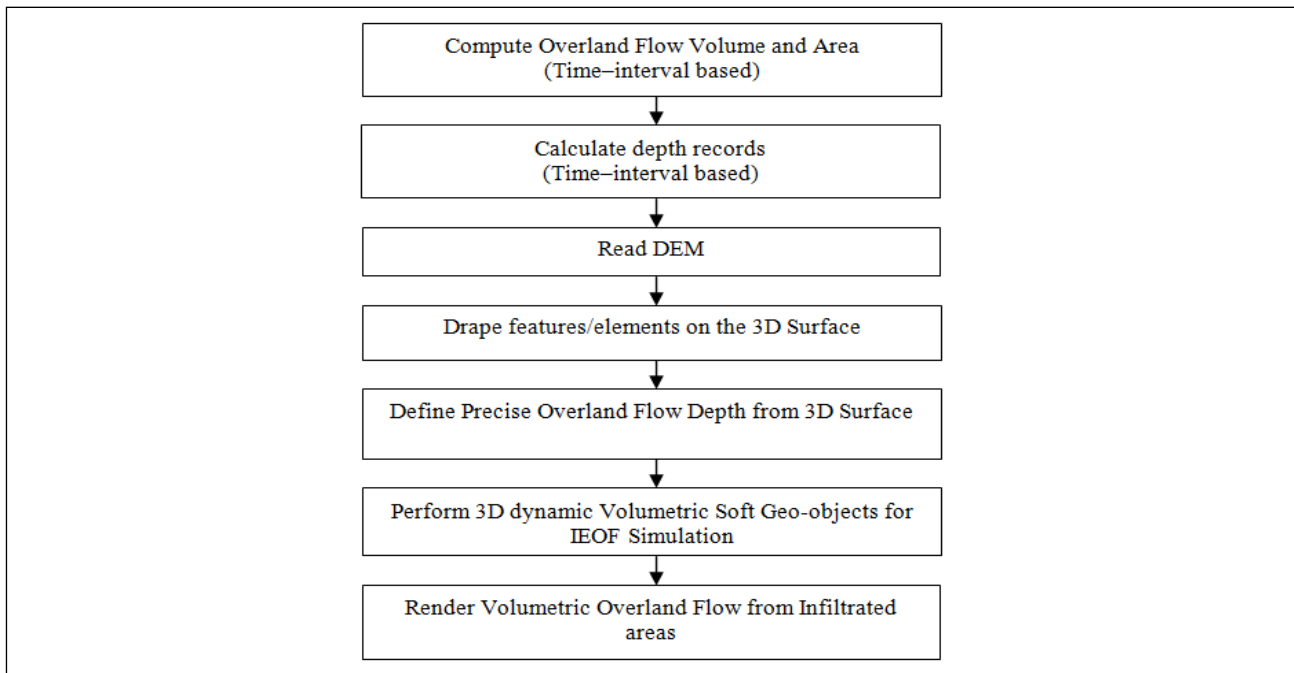 Compute Overland Flow Volume and Area
(Time–interval based)
Calculate depth records
(Time–interval based)
Read DEM
Drape features/elements on the 3D Surface
Define Precise Overland Flow Depth from 3D Surface
Perform 3D dynamic Volumetric Soft Geo-objects for
IEOF Simulation
Render Volumetric Overland Flow from Infiltrated
areas